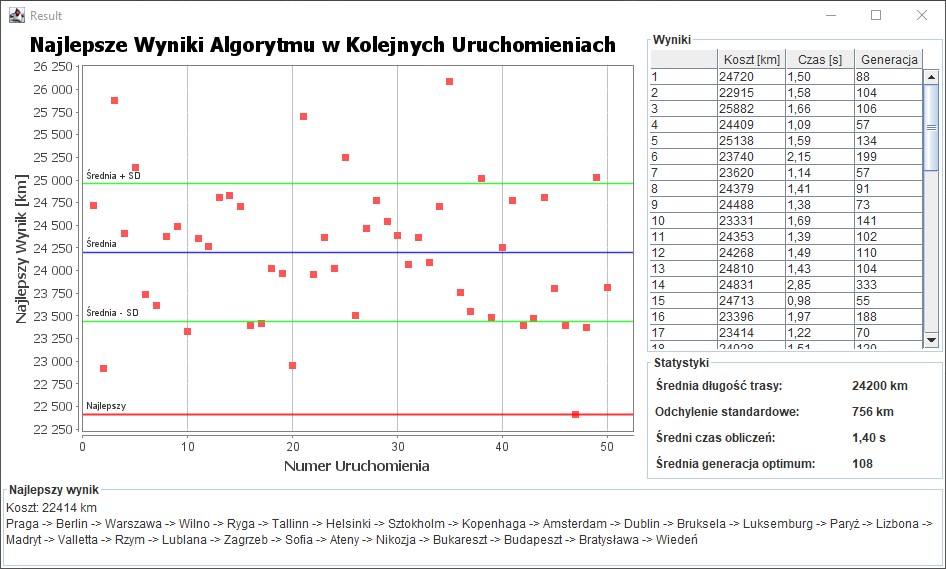 Result
Najlepsze Wyniki Algorytmu w Kolejnych Uruchomieniach
26 250
26 000
25 750
25 500
25 250
25 000
24 750
24 500
24 250
24 000
23 750
23 500
23 250
23 000
22 750
22 500
22 250
Najlepszy Wynik [km]
Średnia + SD
Średnia
Średnia - SD
Najlepszy
0 10 20 30 40 50
Numer Uruchomienia
Wyniki
Koszt [km] Czas [s] Generacja
1 24720 1,50 88
2 22915 1,58 104
3 25882 1,66 106
4 24409 1,09 57
5 25138 1,59 134
6 23740 2,15 199
7 23620 1,14 57
8 24379 1,41 91
9 24488 1,38 73
10 23331 1,69 141
11 24353 1,39 102
12 24268 1,49 110
13 24810 1,43 104
14 24831 2,85 333
15 24713 0,98 55
16 23396 1,97 188
17 23414 1,22 70
18 24028 1,51 120
Statystyki
Średnia długość trasy: 24200 km
Odchylenie standardowe: 756 km
Średni czas obliczeń: 1,40 s
Średnia generacja optimum: 108
Najlepszy wynik
Koszt: 22414 km
Praga -> Berlin -> Warszawa -> Wilno -> Ryga -> Tallinn -> Helsinki -> Sztokholm -> Kopenhaga -> Amsterdam -> Dublin -> Bruksela -> Luksemburg -> Paryż -> Lizbona ->
Madryt -> Valletta -> Rzym -> Lublana -> Zagrzeb -> Sofia -> Ateny -> Nikozja -> Bukareszt -> Budapeszt -> Bratysława -> Wiedeń